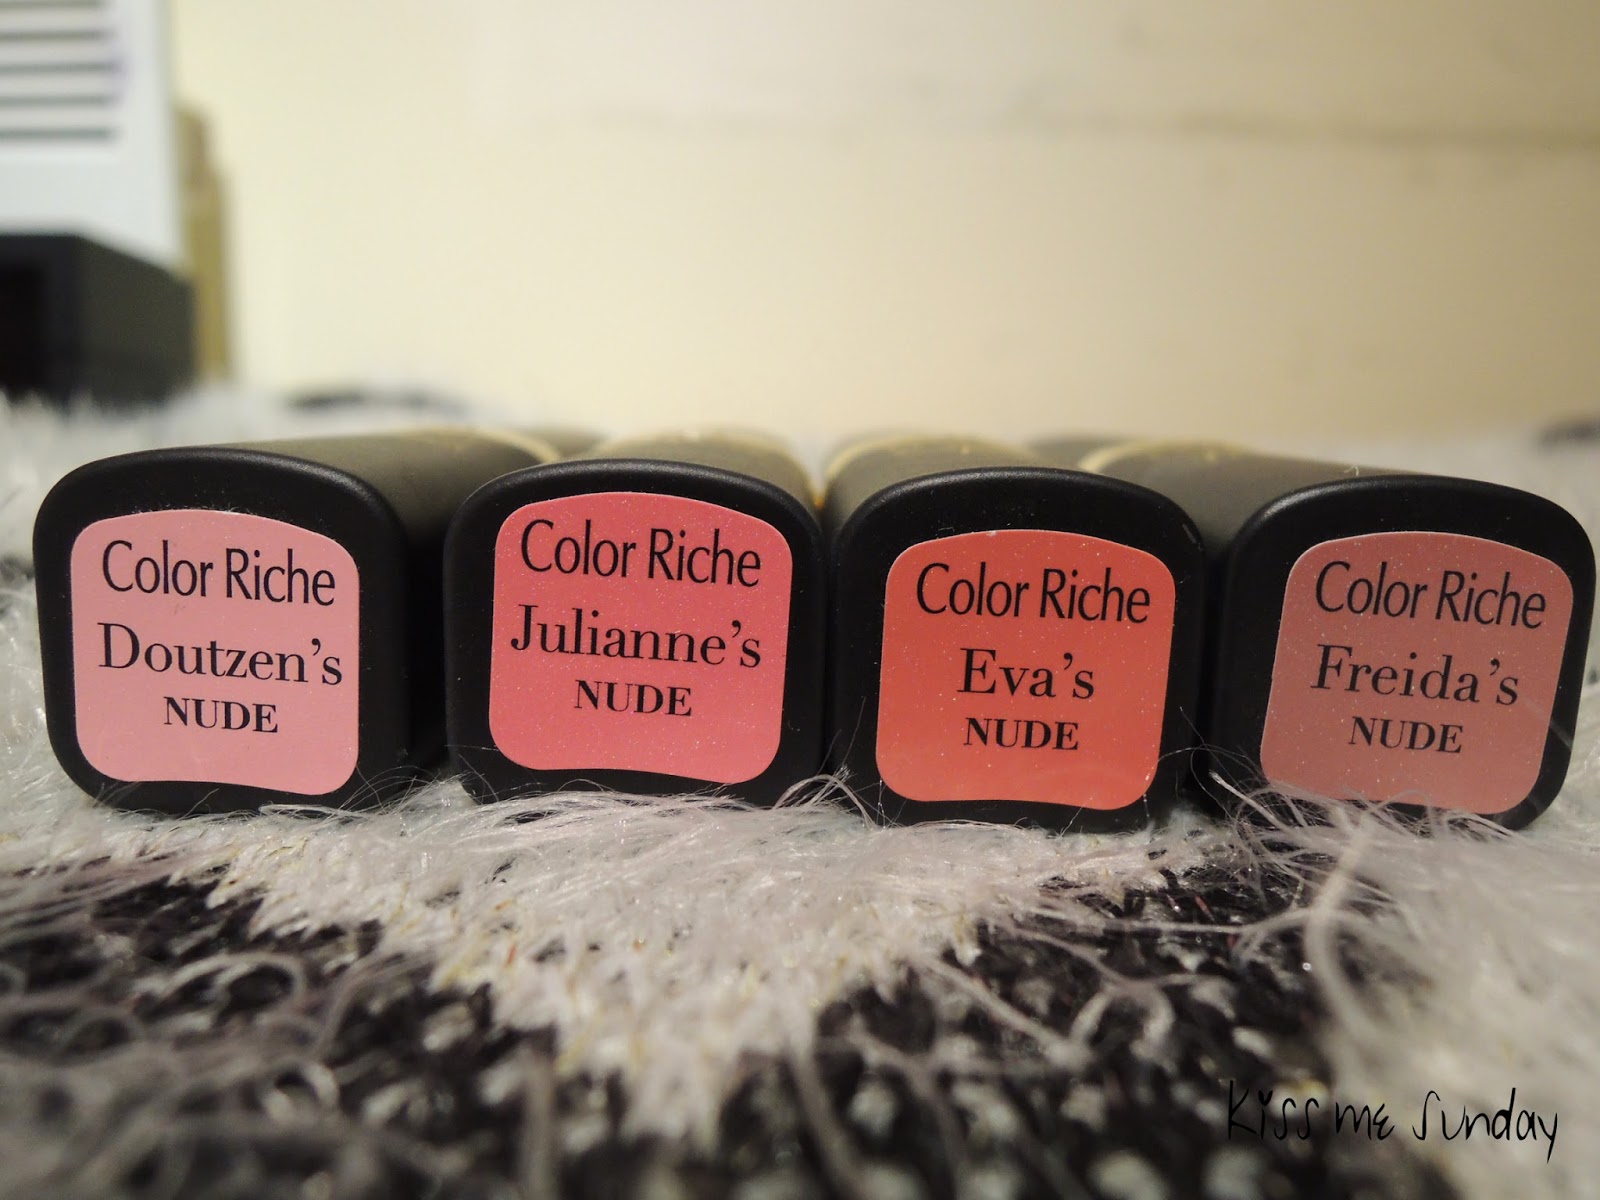 Color Riche
Doutzen's
NUDE
Color Riche
Julianne's
NUDE
Color Riche
Eva's
NUDE
Color Riche
Freida's
NUDE
Kiss me Sunday